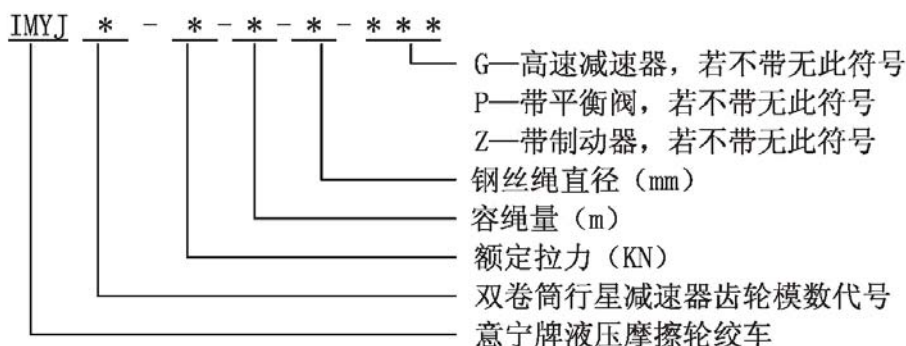 IMYJ * - * - * - * - * * *
G—高速减速器，若不带无此符号
P—带平衡阀，若不带无此符号
Z—带制动器，若不带无此符号
钢丝绳直径（mm）
容绳量（m）
额定拉力（KN）
双卷筒行星减速器齿轮模数代号
意宁牌液压摩擦轮绞车